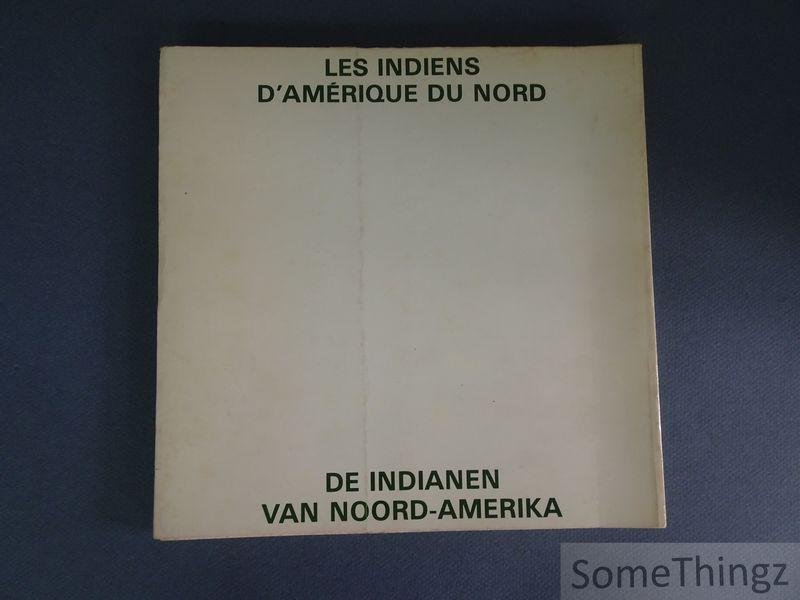 LES INDIENS
D'AMÉRIQUE DU NORD
DE INDIANEN
VAN NOORD-AMERIKA
SomeThingz